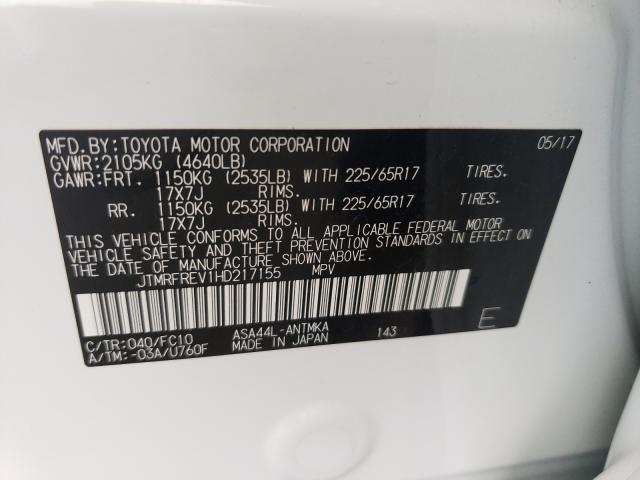 MFD.BY:TOYOTA MOTOR CORPORATION 05/17
GVWR:2105KG (4640LB)
GAWR:FRT. 1150KG (2535LB) WITH 225/65R17 TIRES.
17X7J RIMS.
RR. 1150KG (2535LB) WITH 225/65R17 TIRES.
17X7J RIMS.
THIS VEHICLE CONFORMS TO ALL APPLICABLE FEDERAL MOTOR
VEHICLE SAFETY AND THEFT PREVENTION STANDARDS IN EFFECT ON
THE DATE OF MANUFACTURE SHOWN ABOVE.
JTMRFREV1HD217155 MPV
C/TR:040/FC10 ASA44L-ANTMKA 143 E
A/TM:-03A/U760F MADE IN JAPAN